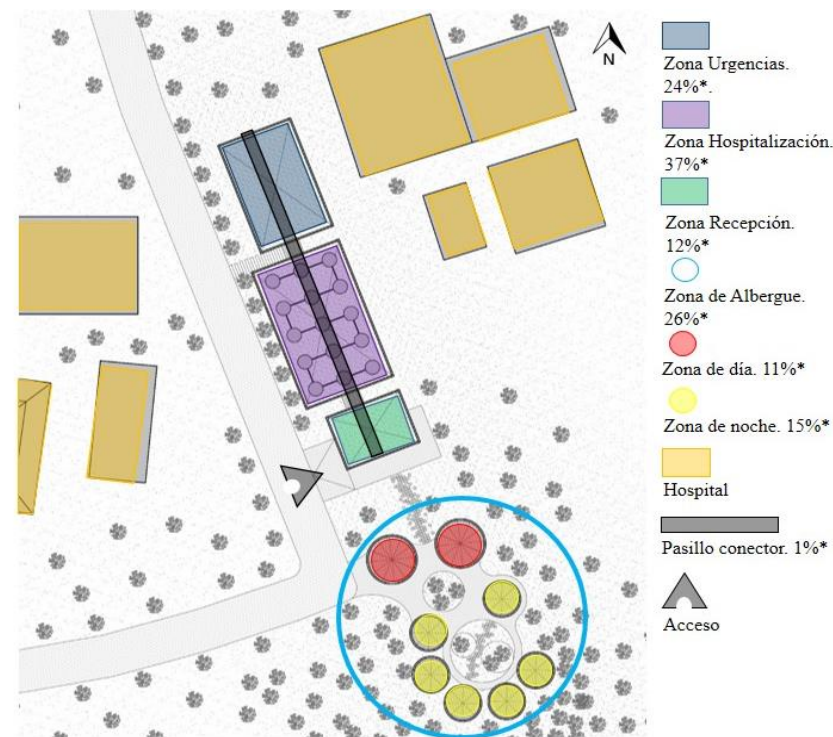 N
Zona Urgencias.
24%*.
Zona Hospitalización.
37%*
Zona Recepción.
12%*
Zona de Albergue.
26%*
Zona de día. 11%*
Zona de noche. 15%*
Hospital
Pasillo conector. 1%*
Acceso